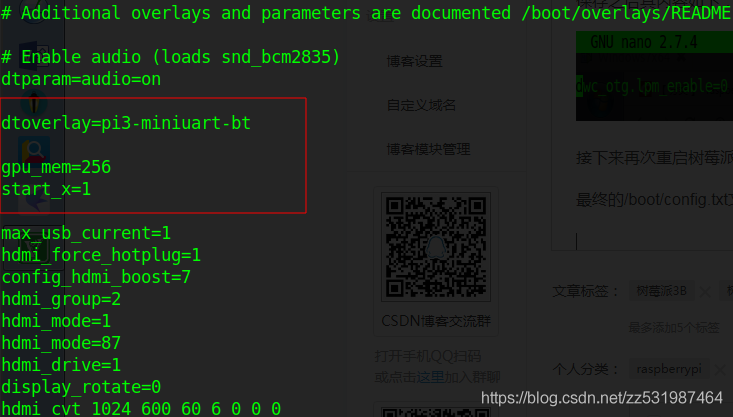 # Additional overlays and parameters are documented /boot/overlays/README
# Enable audio (loads snd_bcm2835)
dtparam=audio=on
dtoverlay=pi3-miniuart-bt
gpu_mem=256
start_x=1
max_usb_current=1
hdmi_force_hotplug=1
config_hdmi_boost=7
hdmi_group=2
hdmi_mode=1
hdmi_mode=87
hdmi_drive=1
display_rotate=0
hdmi_cvt 1024 600 60 6 0 0 0
博客设置
自定义域名
博客模块管理
CSDN博客交流群
打开手机QQ扫码
或点击这里加入群聊
GNU nano 2.7.4
dwc_otg.lpm_enable=0
接下来再次重启树莓派
最终的/boot/config.txt
文章标签：
树莓派3B ×
最多添加5个标签
个人分类：
raspberrypi ×
https://blog.csdn.net/zz531987464